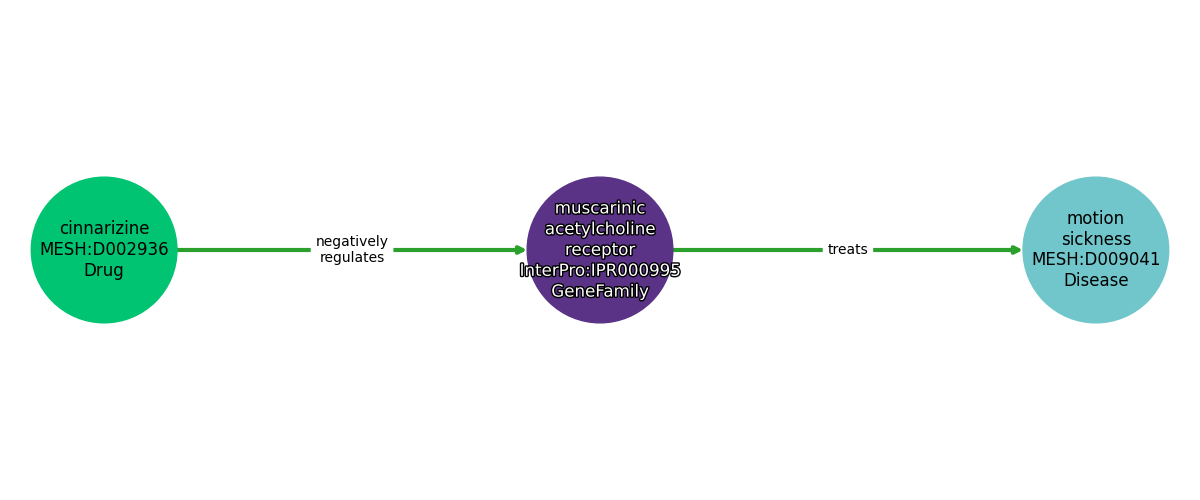 cinnarizine
MESH:D002936
Drug
negatively
regulates
muscarinic
acetylcholine
receptor
InterPro:IPR000995
GeneFamily
treats
motion
sickness
MESH:D009041
Disease